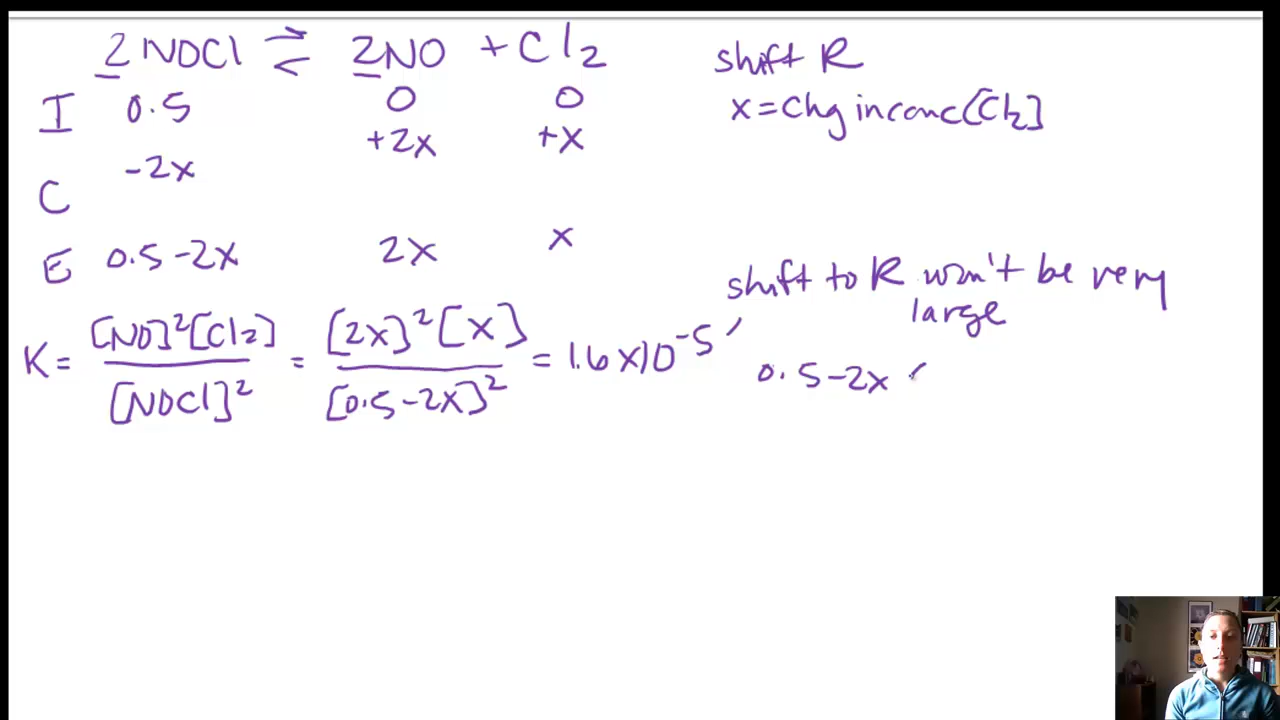 2NOCl ⇌ 2NO + Cl2
I 0.5 0 0
C -2x +2x +x
E 0.5-2x 2x x
K = [NO]²[Cl2] / [NOCl]² = [2x]²[x] / [0.5-2x]² = 1.6x10⁻⁵
shift R
x = chg in conc [Cl2]
shift to R won't be very
large
0.5-2x